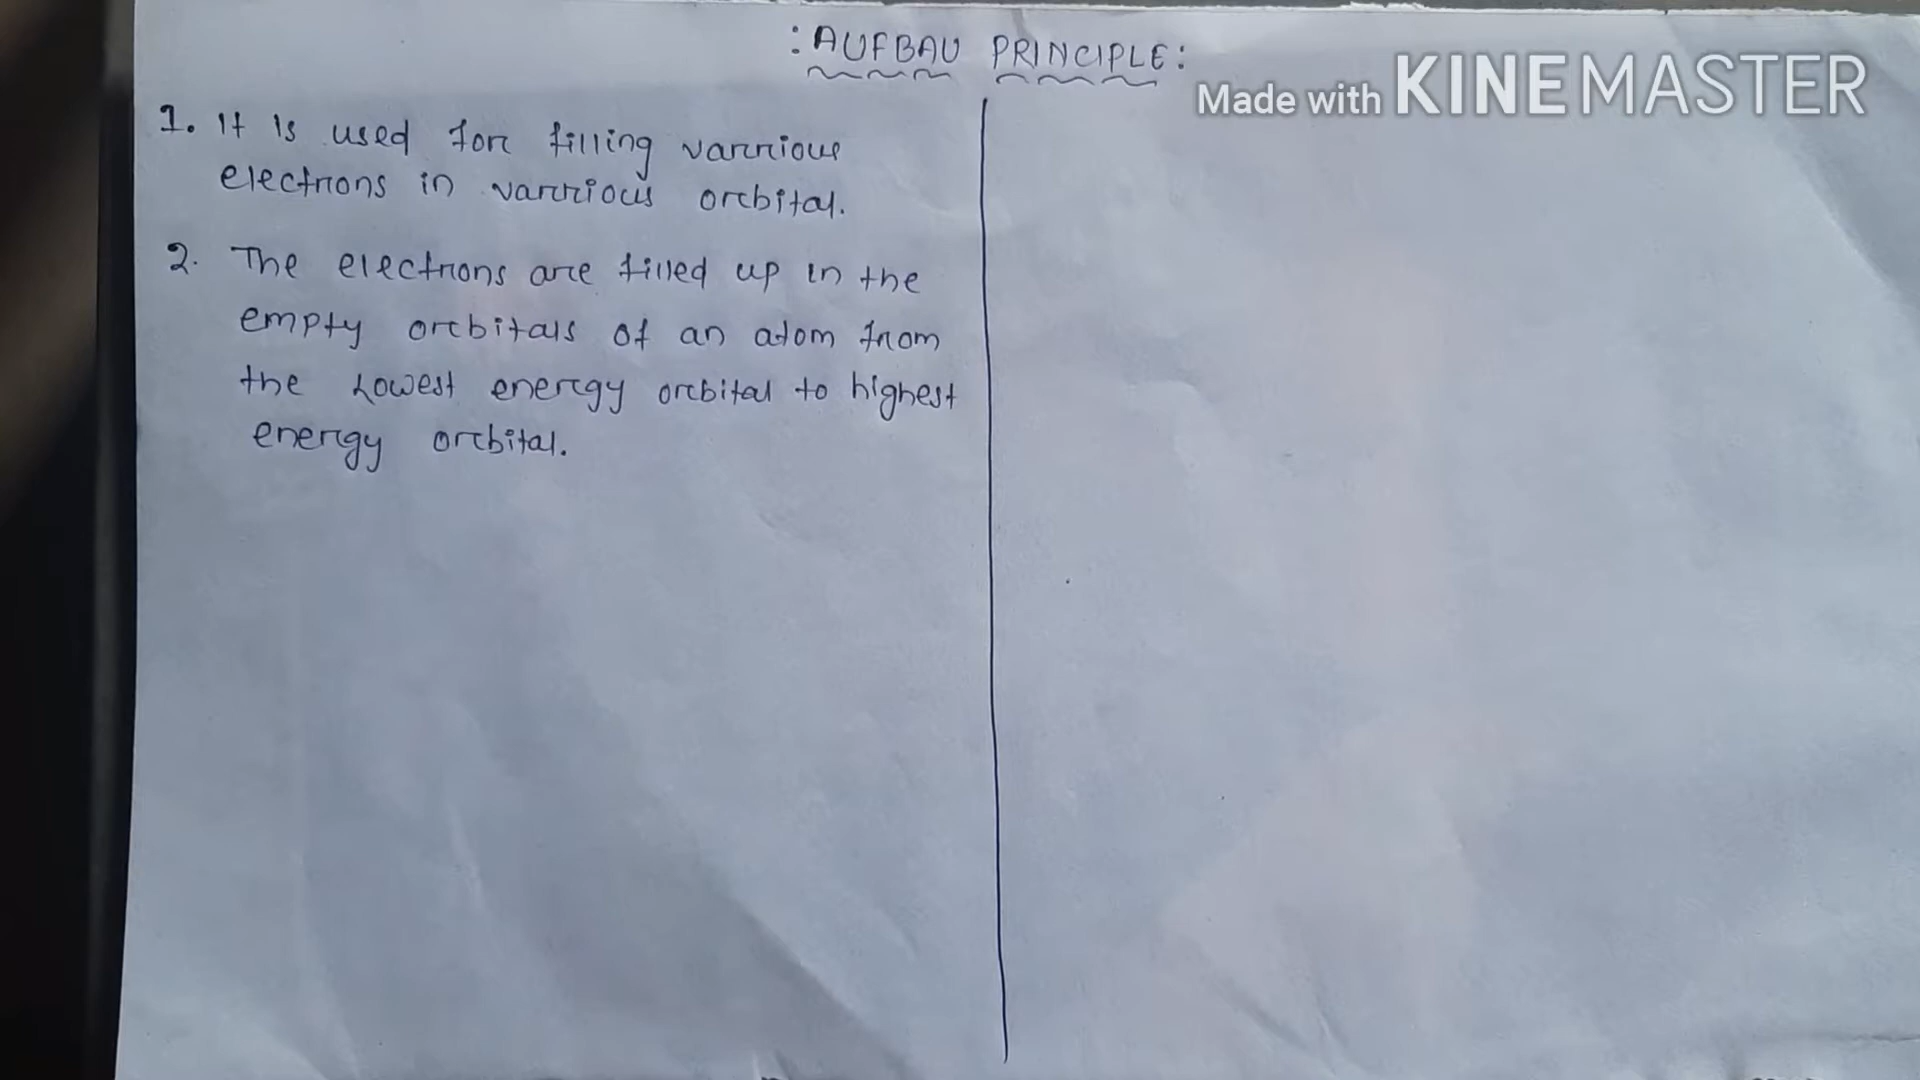 : AUFBAU PRINCIPLE :
Made with KINEMASTER
1. It is used for filling varrious
electrons in varrious orbital.
2. The electrons are filled up in the
empty orbitals of an atom from
the Lowest energy orbital to highest
energy orbital.